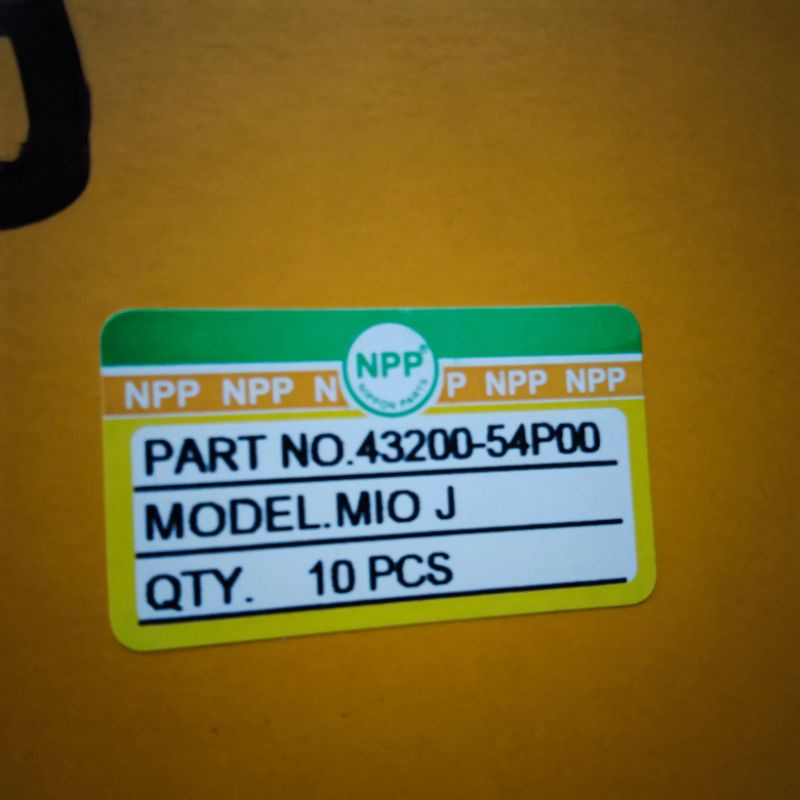 NPP®
NIPPON PARTS
NPP NPP N P NPP NPP
PART NO.43200-54P00
MODEL.MIO J
QTY. 10 PCS